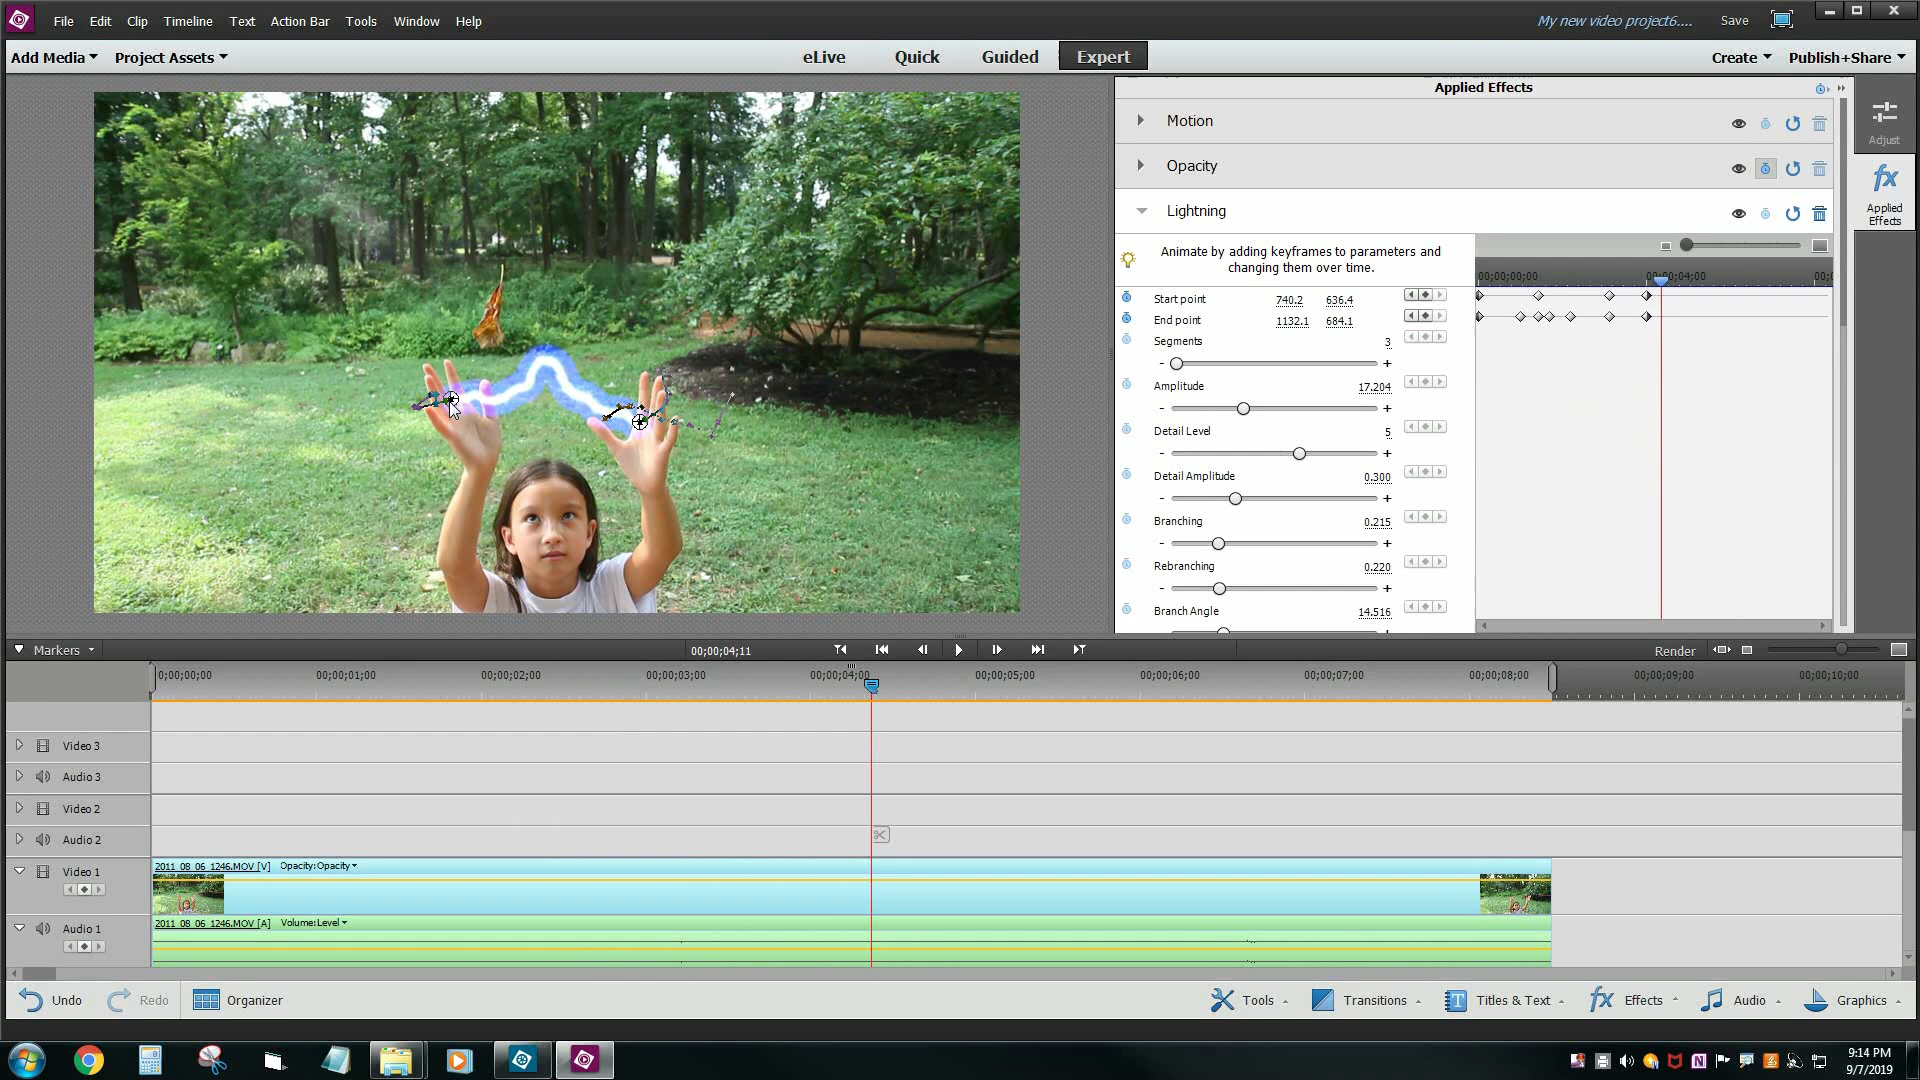 File Edit Clip Timeline Text Action Bar Tools Window Help
My new video project6.... Save
Add Media Project Assets
eLive Quick Guided Expert
Create Publish+Share
Applied Effects
Motion
Opacity
Lightning
Adjust
fx
Applied
Effects
Animate by adding keyframes to parameters and
changing them over time.
00;00;00;00 00;00;04;00
Start point 740.2 636.4
End point 1132.1 684.1
Segments 3
- +
Amplitude 17.204
- +
Detail Level 5
- +
Detail Amplitude 0.300
- +
Branching 0.215
- +
Rebranching 0.220
- +
Branch Angle 14.516
Markers 00;00;04;11 Render
00;00;00;00 00;00;01;00 00;00;02;00 00;00;03;00 00;00;04;00 00;00;05;00 00;00;06;00 00;00;07;00 00;00;08;00 00;00;09;00 00;00;10;00
Video 3
Audio 3
Video 2
Audio 2
Video 1 2011_08_06_1246.MOV [V] Opacity:Opacity
Audio 1 2011_08_06_1246.MOV [A] Volume:Level
Undo Redo Organizer Tools Transitions Titles & Text fx Effects Audio Graphics
9:14 PM
9/7/2019